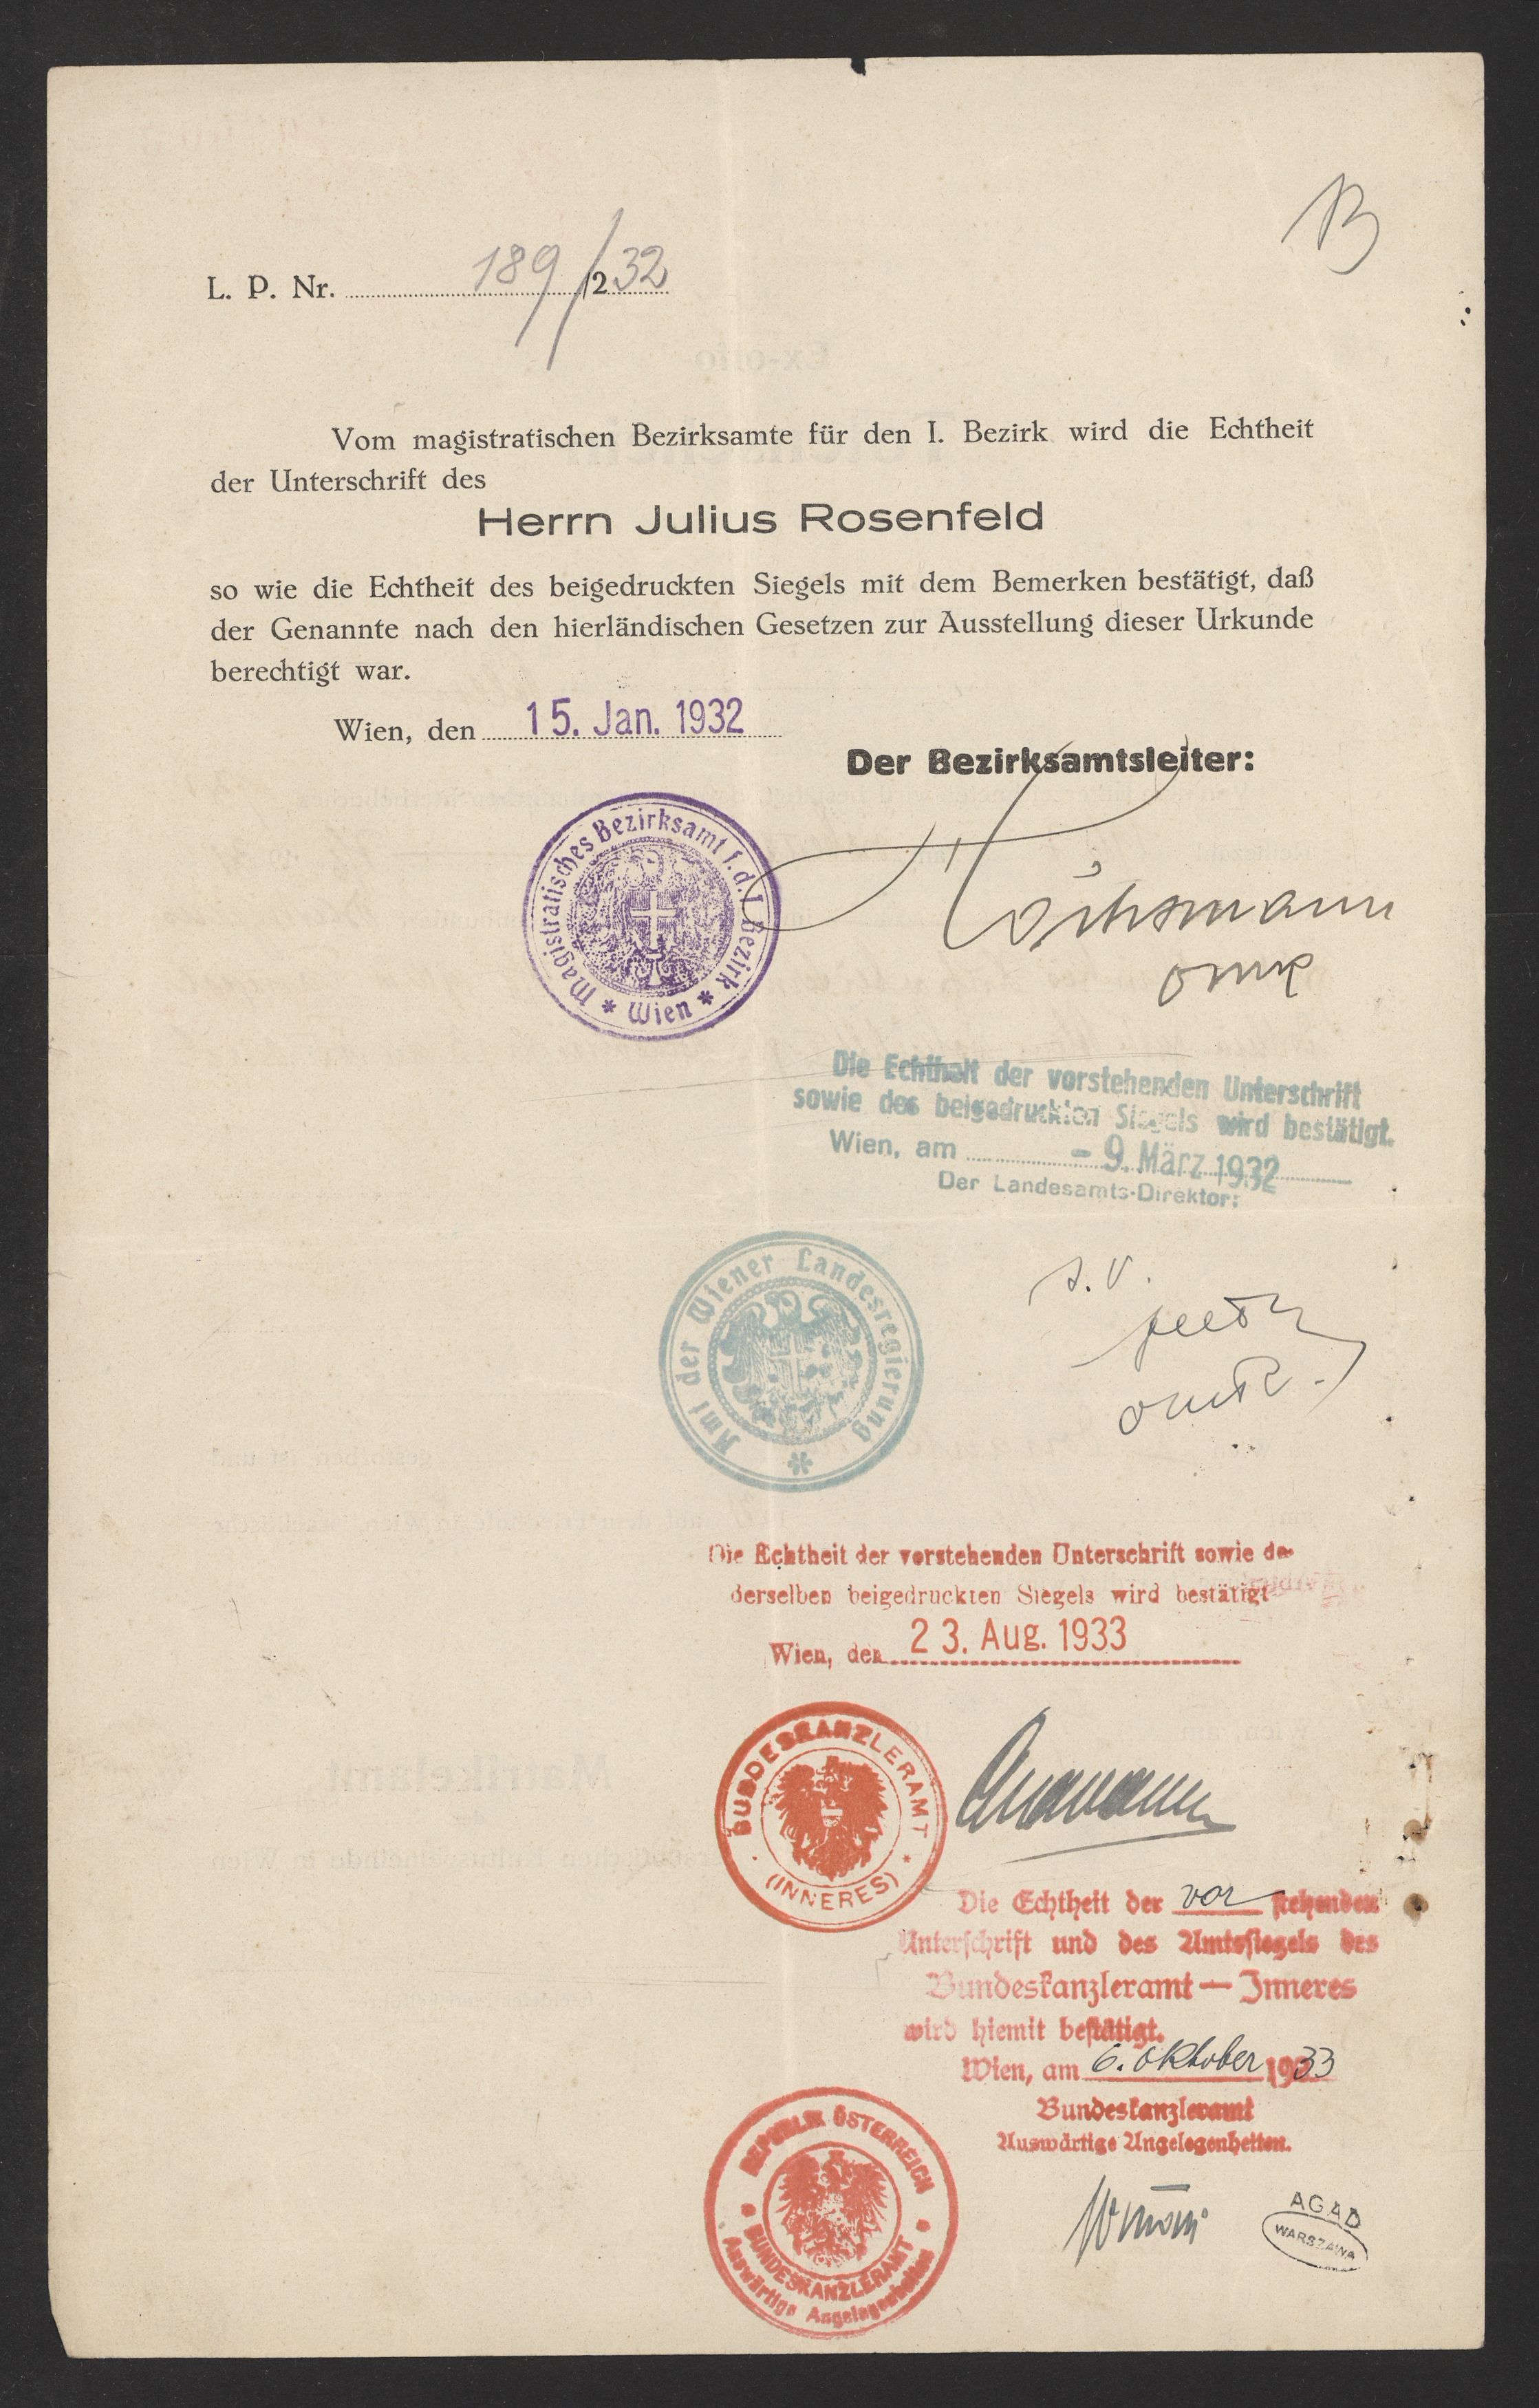 B
L. P. Nr. 189/232
Vom magistratischen Bezirksamte für den I. Bezirk wird die Echtheit
der Unterschrift des
Herrn Julius Rosenfeld
so wie die Echtheit des beigedruckten Siegels mit dem Bemerken bestätigt, daß
der Genannte nach den hierländischen Gesetzen zur Ausstellung dieser Urkunde
berechtigt war.
Wien, den 15. Jan. 1932
Der Bezirksamtsleiter:
Magistratisches Bezirksamt f. d. I. Bezirk
* Wien *
Die Echtheit der vorstehenden Unterschrift
sowie des beigedruckten Siegels wird bestätigt.
Wien, am - 9. März 1932
Der Landesamts-Direktor:
Amt der Wiener Landesregierung
Die Echtheit der vorstehenden Unterschrift sowie de
derselben beigedruckten Siegels wird bestätigt
Wien, den 23. Aug. 1933
BUNDESKANZLERAMT
(INNERES)
Die Echtheit der vor stehenden
Unterschrift und des Amtssiegels des
Bundeskanzleramt — Inneres
wird hiemit bestätigt.
Wien, am 6. Oktober 1933
Bundeskanzleramt
Auswärtige Angelegenheiten.
REPUBLIK ÖSTERREICH
BUNDESKANZLERAMT
Auswärtige Angelegenheiten
AGAD
WARSZAWA